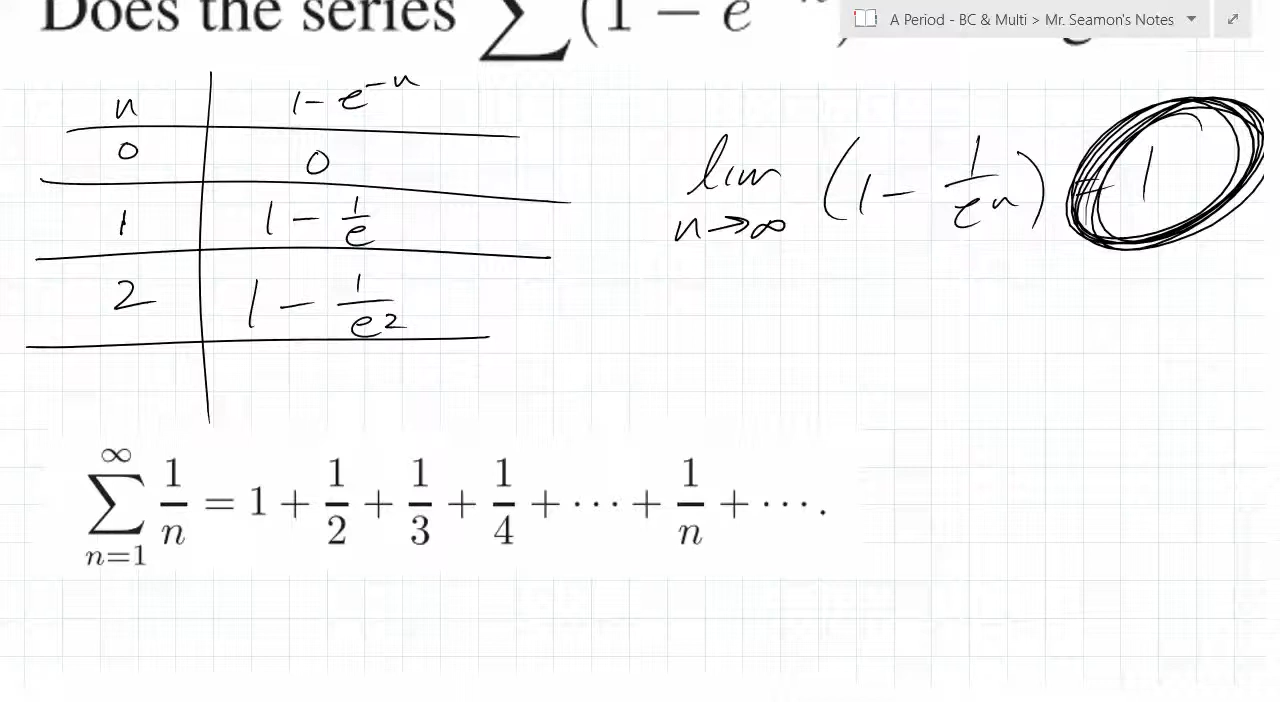 Does the series ∑(1 − e
A Period - BC & Multi > Mr. Seamon's Notes
n 1 - e^{-n}
0 0
1 1 - 1/e
2 1 - 1/e^2
lim_{n→∞} (1 - 1/e^n) = 1
∑_{n=1}^{∞} 1/n = 1 + 1/2 + 1/3 + 1/4 + ⋯ + 1/n + ⋯.